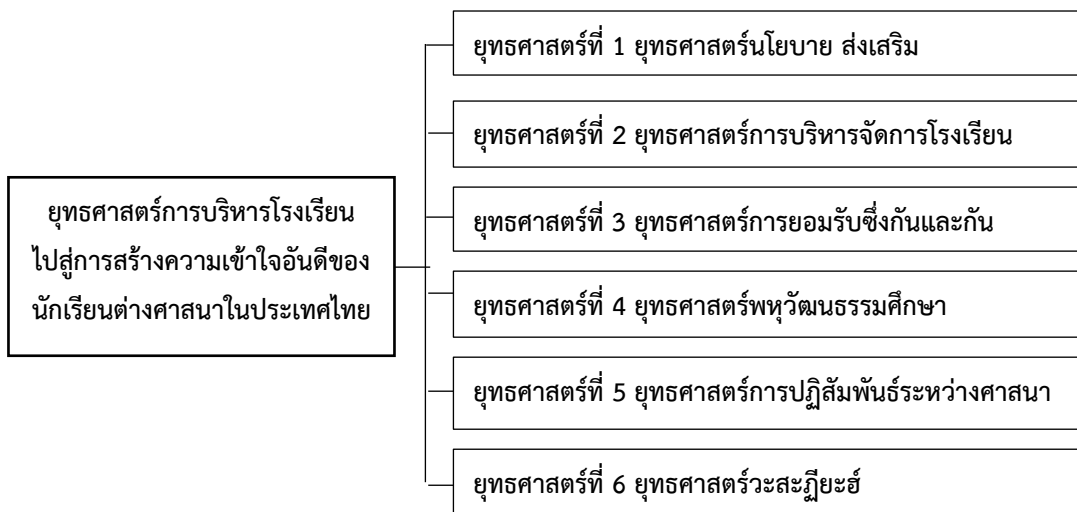 ยุทธศาสตร์การบริหารโรงเรียน
ไปสู่การสร้างความเข้าใจอันดีของ
นักเรียนต่างศาสนาในประเทศไทย
ยุทธศาสตร์ที่ 1 ยุทธศาสตร์นโยบาย ส่งเสริม
ยุทธศาสตร์ที่ 2 ยุทธศาสตร์การบริหารจัดการโรงเรียน
ยุทธศาสตร์ที่ 3 ยุทธศาสตร์การยอมรับซึ่งกันและกัน
ยุทธศาสตร์ที่ 4 ยุทธศาสตร์พหุวัฒนธรรมศึกษา
ยุทธศาสตร์ที่ 5 ยุทธศาสตร์การปฏิสัมพันธ์ระหว่างศาสนา
ยุทธศาสตร์ที่ 6 ยุทธศาสตร์วะสะฏียะฮ์